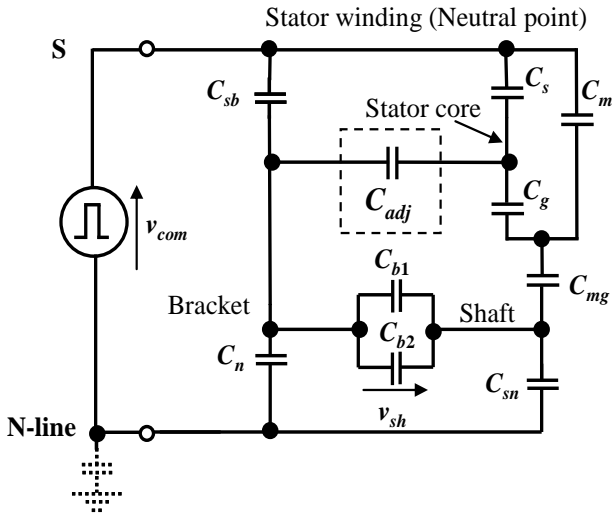 Stator winding (Neutral point)
S
C_sb
C_s
C_m
Stator core
C_adj
C_g
v_com
C_b1
C_mg
Bracket
Shaft
C_b2
C_n
C_sn
v_sh
N-line